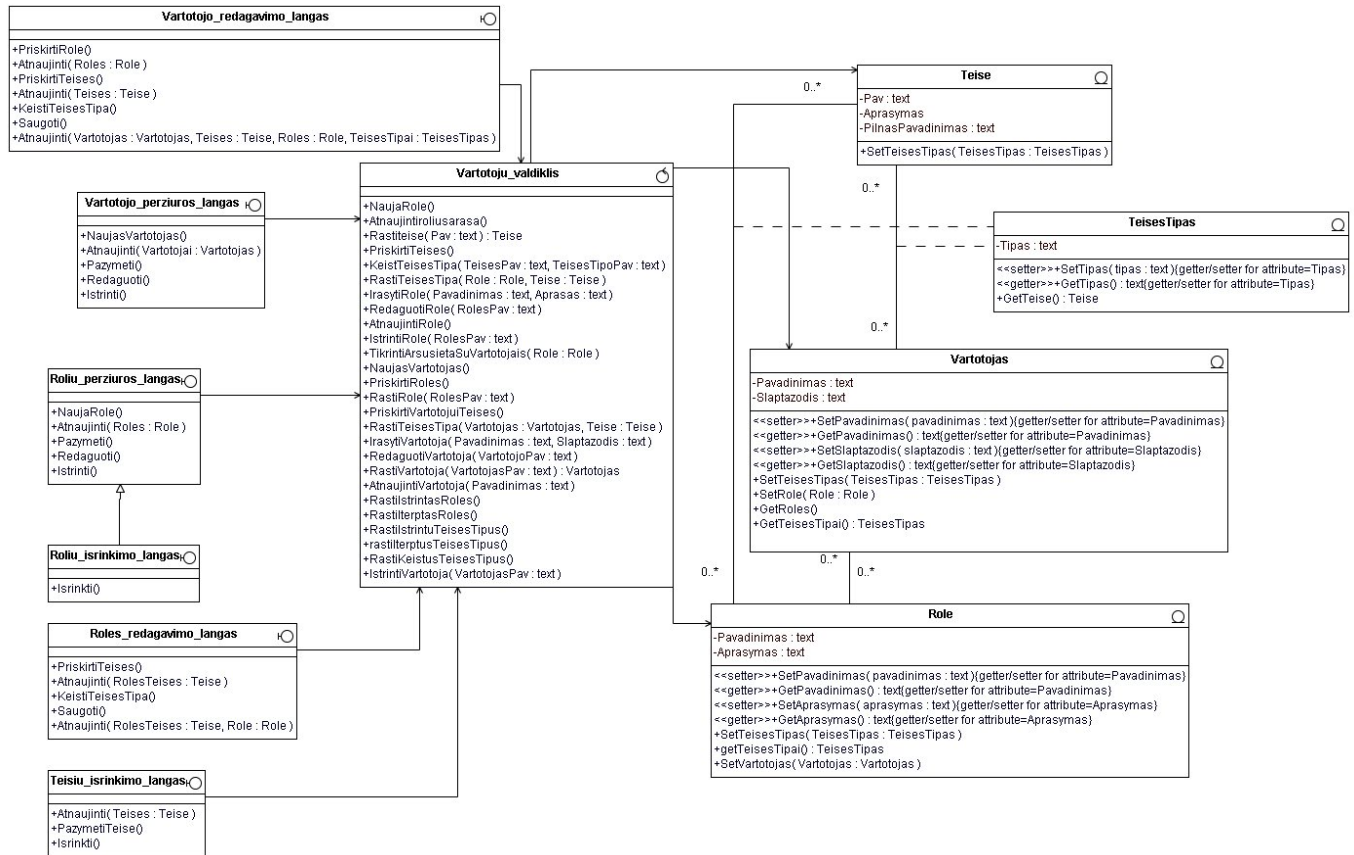 Vartotojo_redagavimo_langas
+PriskirtiRole()
+Atnaujinti( Roles : Role )
+PriskirtiTeises()
+Atnaujinti( Teises : Teise )
+KeistiTeisesTipa()
+Saugoti()
+Atnaujinti( Vartotojas : Vartotojas, Teises : Teise, Roles : Role, TeisesTipai : TeisesTipas )
Vartotojo_perziuros_langas
+NaujasVartotojas()
+Atnaujinti( Vartotojai : Vartotojas )
+Pazymeti()
+Redaguoti()
+Istrinti()
Roliu_perziuros_langas
+NaujaRole()
+Atnaujinti( Roles : Role )
+Pazymeti()
+Redaguoti()
+Istrinti()
Roliu_isrinkimo_langas
+Isrinkti()
Roles_redagavimo_langas
+PriskirtiTeises()
+Atnaujinti( RolesTeises : Teise )
+KeistiTeisesTipa()
+Saugoti()
+Atnaujinti( RolesTeises : Teise, Role : Role )
Teisiu_isrinkimo_langas
+Atnaujinti( Teises : Teise )
+PazymetiTeise()
+Isrinkti()
Vartotoju_valdiklis
+NaujaRole()
+Atnaujintiroliusarasa()
+Rastiteise( Pav : text ) : Teise
+PriskirtiTeises()
+KeistTeisesTipa( TeisesPav : text, TeisesTipoPav : text )
+RastiTeisesTipa( Role : Role, Teise : Teise )
+IrasytiRole( Pavadinimas : text, Aprasas : text )
+RedaguotiRole( RolesPav : text )
+AtnaujintiRole()
+IstrintiRole( RolesPav : text )
+TikrintiArsusietaSuVartotojais( Role : Role )
+NaujasVartotojas()
+PriskirtiRoles()
+RastiRole( RolesPav : text )
+PriskirtiVartotojuiTeises()
+RastiTeisesTipa( Vartotojas : Vartotojas, Teise : Teise )
+IrasytiVartotoja( Pavadinimas : text, Slaptazodis : text )
+RedaguotiVartotoja( VartotojoPav : text )
+RastiVartotoja( VartotojasPav : text ) : Vartotojas
+AtnaujintiVartotoja( Pavadinimas : text )
+RastiIstrintasRoles()
+RastiIterptasRoles()
+RastiIstrintuTeisesTipus()
+rastiIterptusTeisesTipus()
+RastiKeistusTeisesTipus()
+IstrintiVartotoja( VartotojasPav : text )
0..*
Teise
-Pav : text
-Aprasymas
-PilnasPavadinimas : text
+SetTeisesTipas( TeisesTipas : TeisesTipas )
0..*
TeisesTipas
-Tipas : text
<<setter>>+SetTipas( tipas : text ){getter/setter for attribute=Tipas}
<<getter>>+GetTipas() : text{getter/setter for attribute=Tipas}
+GetTeise() : Teise
0..*
Vartotojas
-Pavadinimas : text
-Slaptazodis : text
<<setter>>+SetPavadinimas( pavadinimas : text ){getter/setter for attribute=Pavadinimas}
<<getter>>+GetPavadinimas() : text{getter/setter for attribute=Pavadinimas}
<<setter>>+SetSlaptazodis( slaptazodis : text ){getter/setter for attribute=Slaptazodis}
<<getter>>+GetSlaptazodis() : text{getter/setter for attribute=Slaptazodis}
+SetTeisesTipas( TeisesTipas : TeisesTipas )
+SetRole( Role : Role )
+GetRoles()
+GetTeisesTipai() : TeisesTipas
0..*
0..*
0..*
Role
-Pavadinimas : text
-Aprasymas : text
<<setter>>+SetPavadinimas( pavadinimas : text ){getter/setter for attribute=Pavadinimas}
<<getter>>+GetPavadinimas() : text{getter/setter for attribute=Pavadinimas}
<<setter>>+SetAprasymas( aprasymas : text ){getter/setter for attribute=Aprasymas}
<<getter>>+GetAprasymas() : text{getter/setter for attribute=Aprasymas}
+SetTeisesTipas( TeisesTipas : TeisesTipas )
+getTeisesTipai() : TeisesTipas
+SetVartotojas( Vartotojas : Vartotojas )